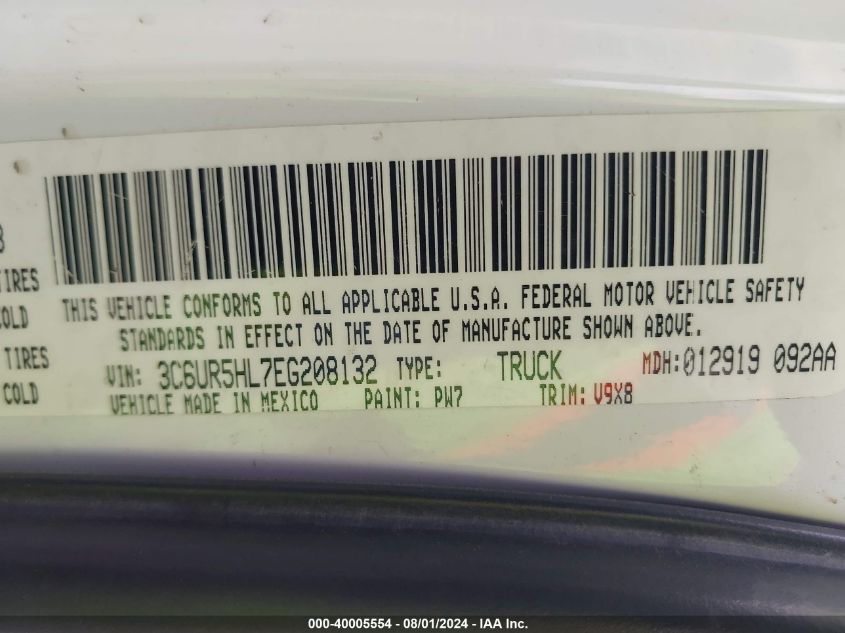 TIRES
COLD
TIRES
COLD
THIS VEHICLE CONFORMS TO ALL APPLICABLE U.S.A. FEDERAL MOTOR VEHICLE SAFETY
STANDARDS IN EFFECT ON THE DATE OF MANUFACTURE SHOWN ABOVE.
VIN: 3C6UR5HL7EG208132 TYPE: TRUCK MDH:012919 092AA
VEHICLE MADE IN MEXICO PAINT: PW7 TRIM: V9X8
000-40005554 - 08/01/2024 - IAA Inc.